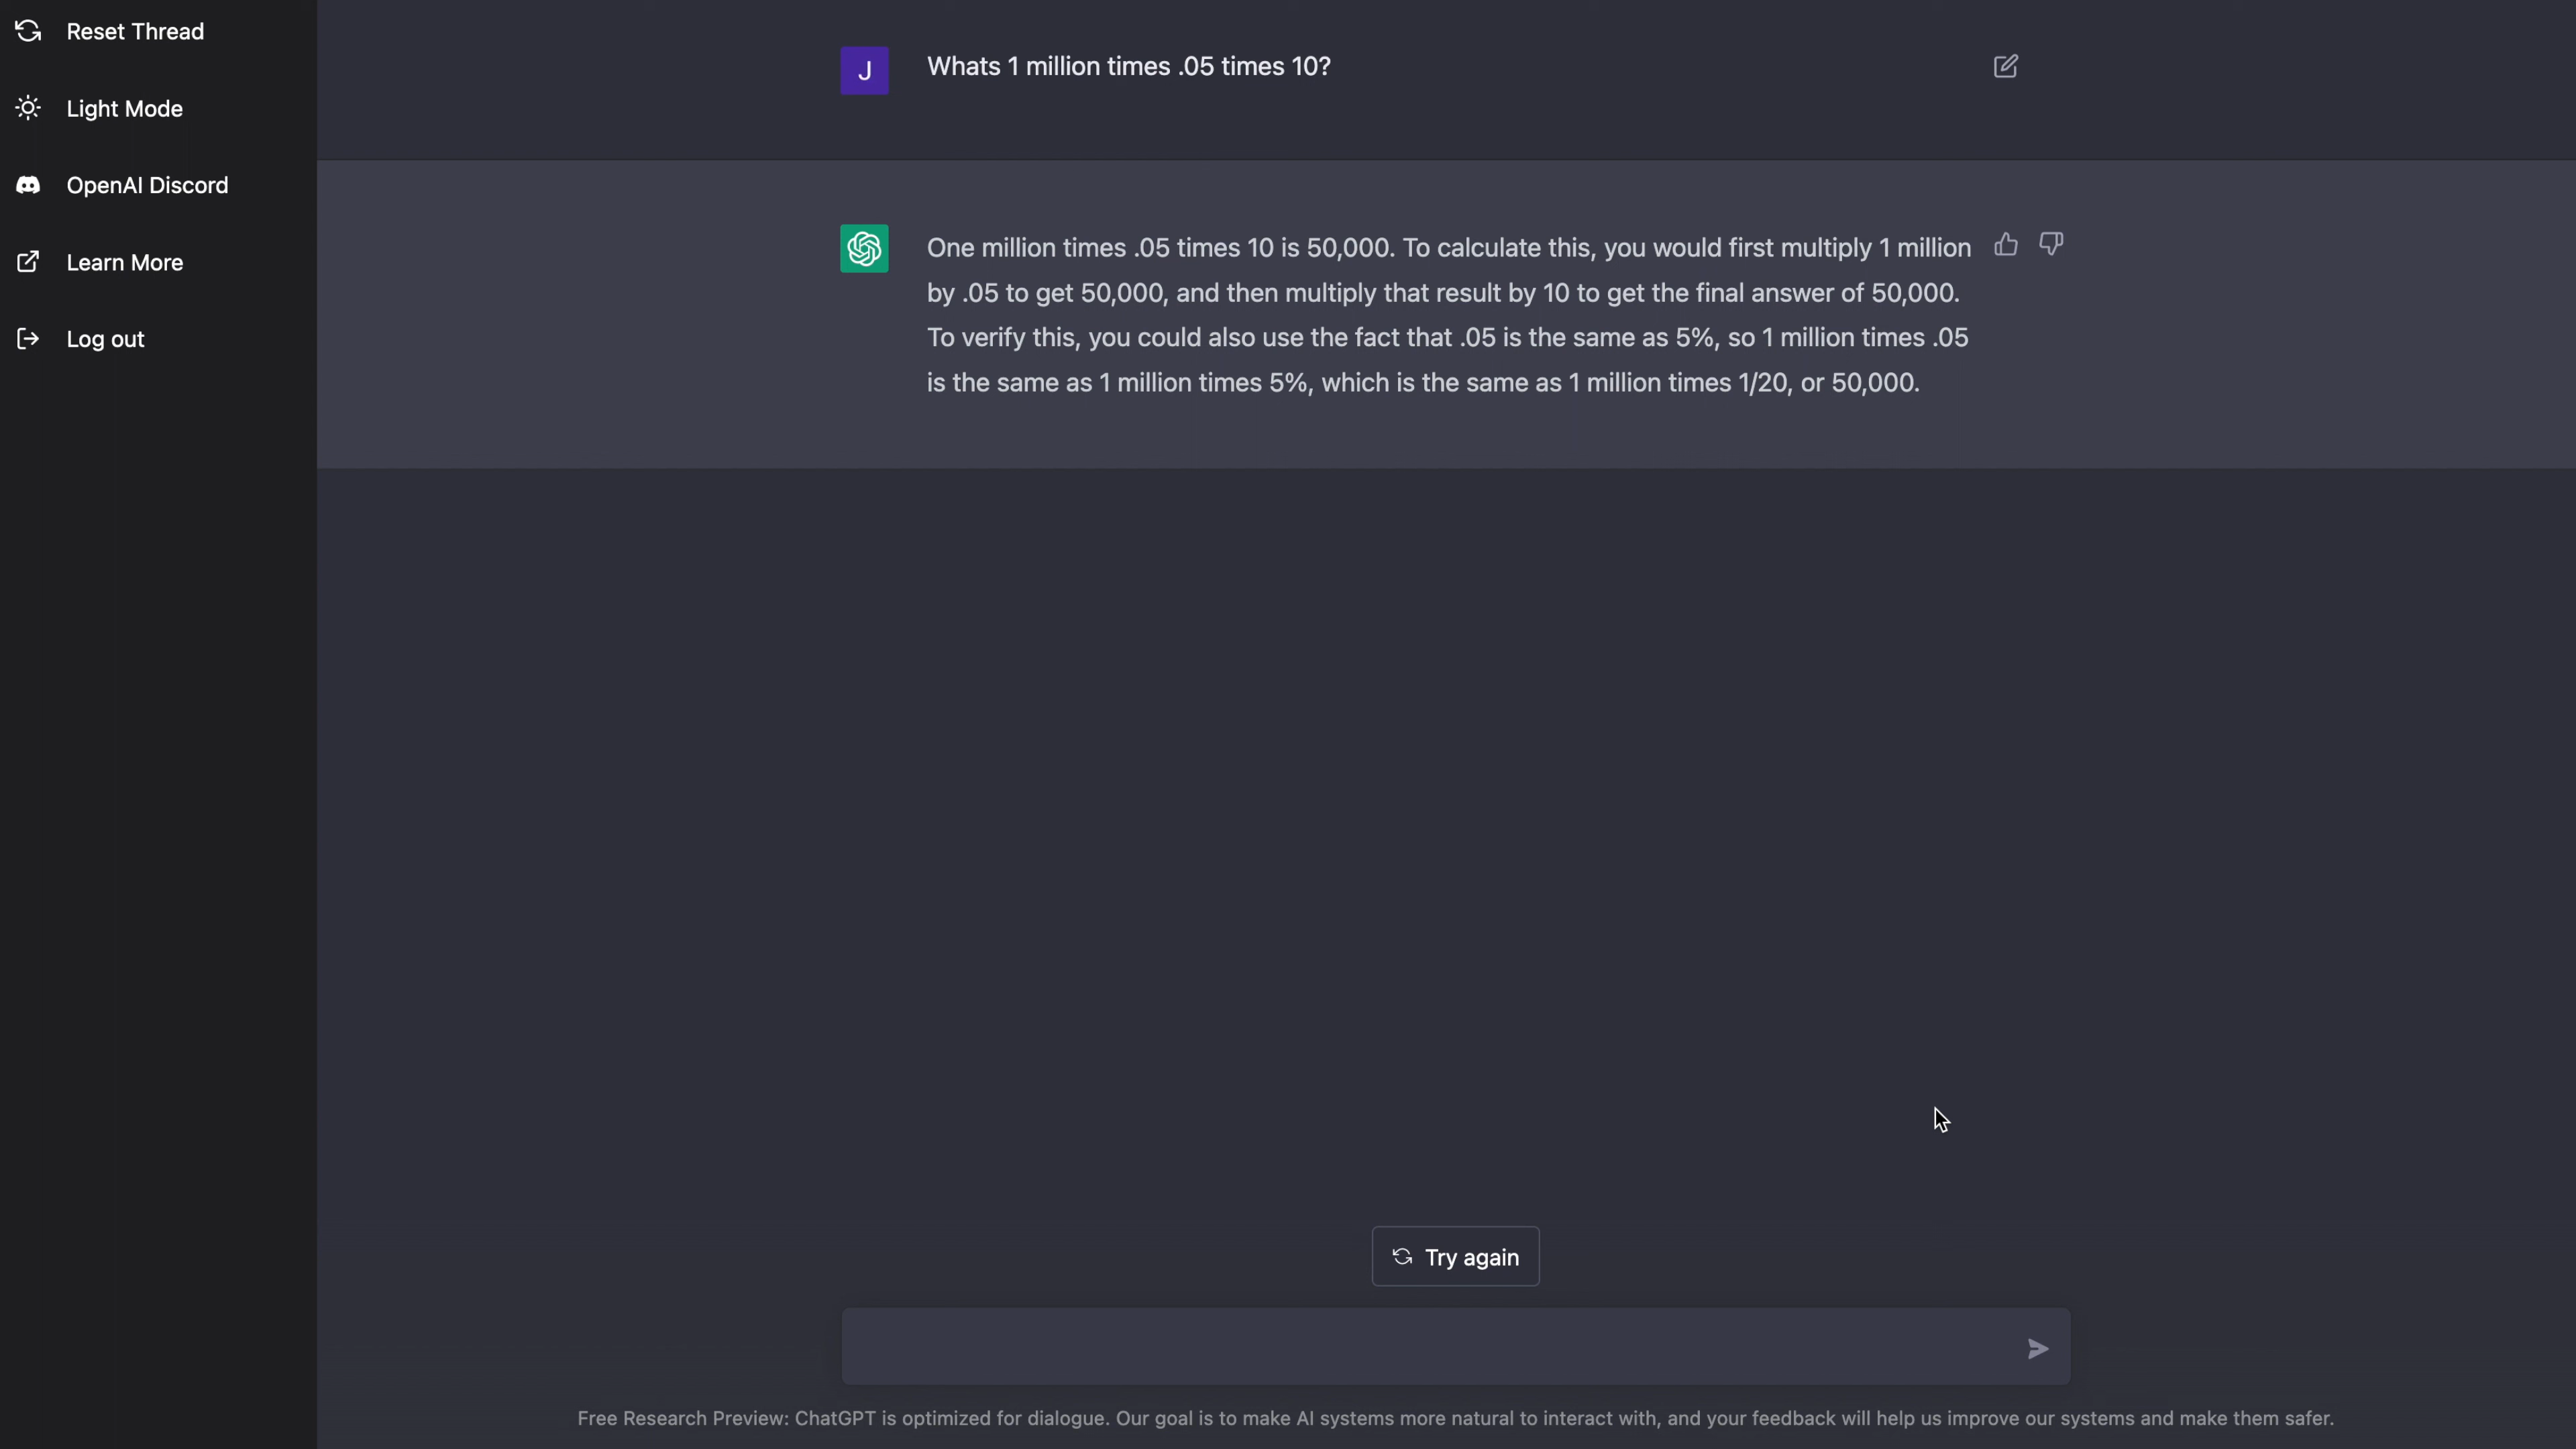 Reset Thread
Light Mode
OpenAI Discord
Learn More
Log out
J
Whats 1 million times .05 times 10?
One million times .05 times 10 is 50,000. To calculate this, you would first multiply 1 million
by .05 to get 50,000, and then multiply that result by 10 to get the final answer of 50,000.
To verify this, you could also use the fact that .05 is the same as 5%, so 1 million times .05
is the same as 1 million times 5%, which is the same as 1 million times 1/20, or 50,000.
Try again
Free Research Preview: ChatGPT is optimized for dialogue. Our goal is to make AI systems more natural to interact with, and your feedback will help us improve our systems and make them safer.